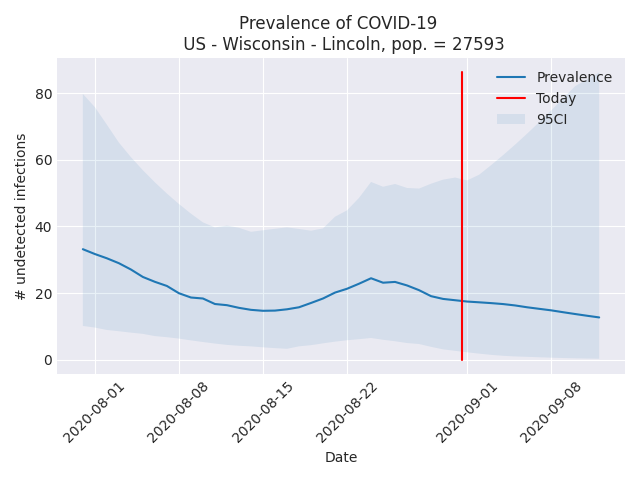 Prevalence of COVID-19
US - Wisconsin - Lincoln, pop. = 27593
Prevalence
Today
95CI
# undetected infections
80
60
40
20
0
2020-08-01
2020-08-08
2020-08-15
2020-08-22
2020-09-01
2020-09-08
Date